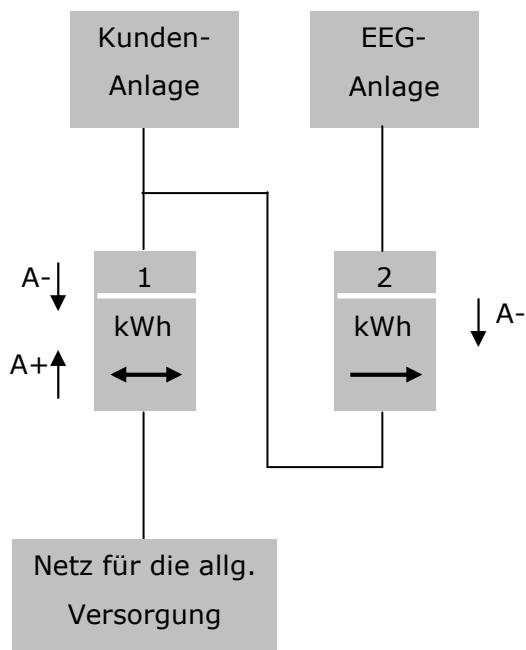 Kunden-
Anlage
EEG-
Anlage
A-
1
kWh
A+
2
kWh
A-
Netz für die allg.
Versorgung